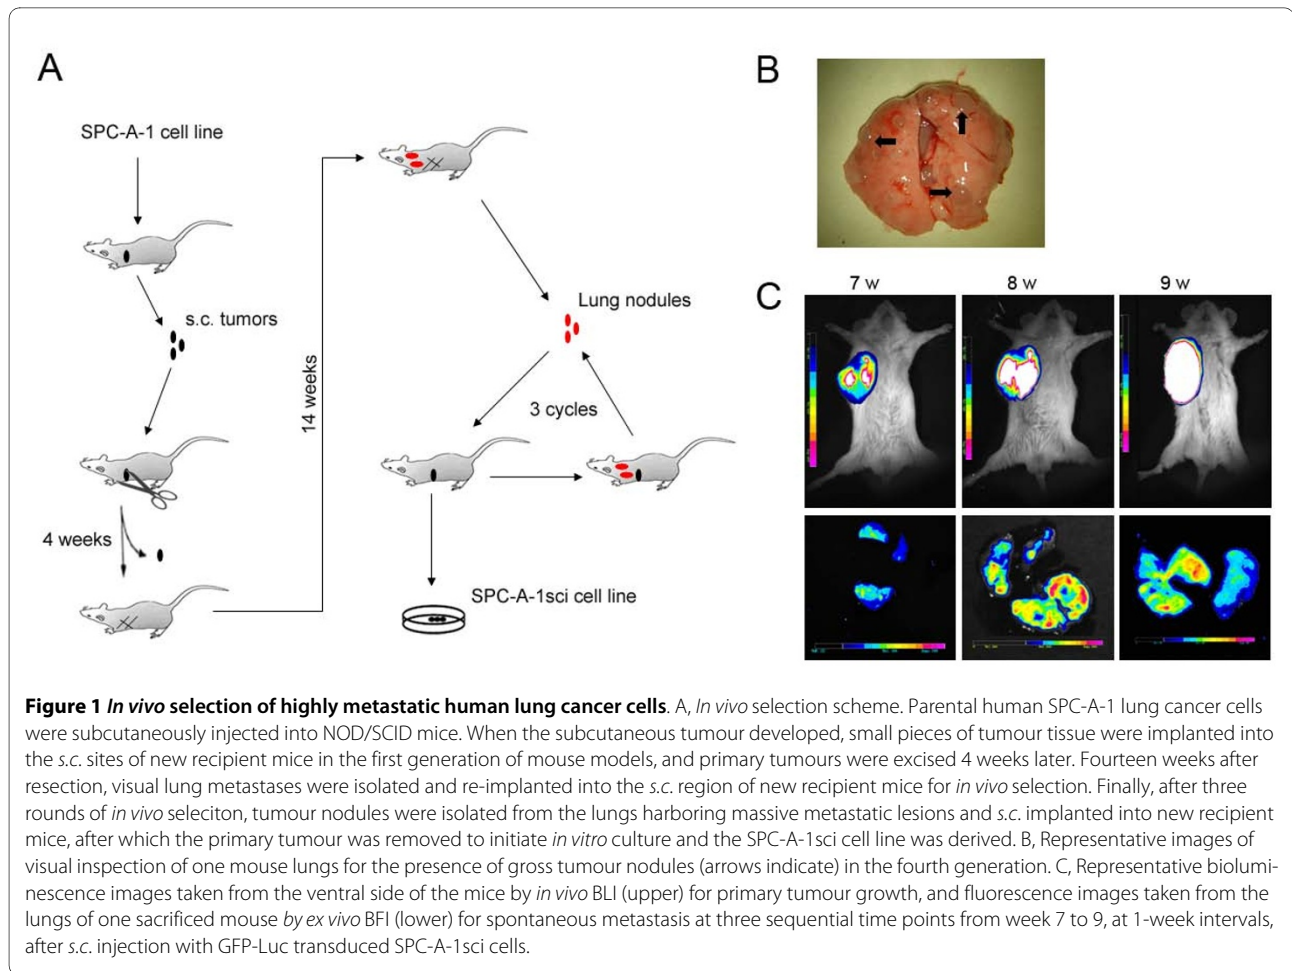 A
SPC-A-1 cell line
s.c. tumors
4 weeks
14 weeks
Lung nodules
3 cycles
SPC-A-1sci cell line
B
C
7 w
8 w
9 w
Figure 1 In vivo selection of highly metastatic human lung cancer cells. A, In vivo selection scheme. Parental human SPC-A-1 lung cancer cells
were subcutaneously injected into NOD/SCID mice. When the subcutaneous tumour developed, small pieces of tumour tissue were implanted into
the s.c. sites of new recipient mice in the first generation of mouse models, and primary tumours were excised 4 weeks later. Fourteen weeks after
resection, visual lung metastases were isolated and re-implanted into the s.c. region of new recipient mice for in vivo selection. Finally, after three
rounds of in vivo seleciton, tumour nodules were isolated from the lungs harboring massive metastatic lesions and s.c. implanted into new recipient
mice, after which the primary tumour was removed to initiate in vitro culture and the SPC-A-1sci cell line was derived. B, Representative images of
visual inspection of one mouse lungs for the presence of gross tumour nodules (arrows indicate) in the fourth generation. C, Representative biolumi-
nescence images taken from the ventral side of the mice by in vivo BLI (upper) for primary tumour growth, and fluorescence images taken from the
lungs of one sacrificed mouse by ex vivo BFI (lower) for spontaneous metastasis at three sequential time points from week 7 to 9, at 1-week intervals,
after s.c. injection with GFP-Luc transduced SPC-A-1sci cells.